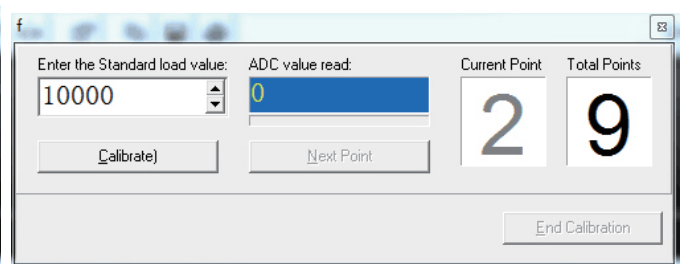 f
Enter the Standard load value: ADC value read: Current Point Total Points
10000 0 2 9
Calibrate) Next Point
End Calibration